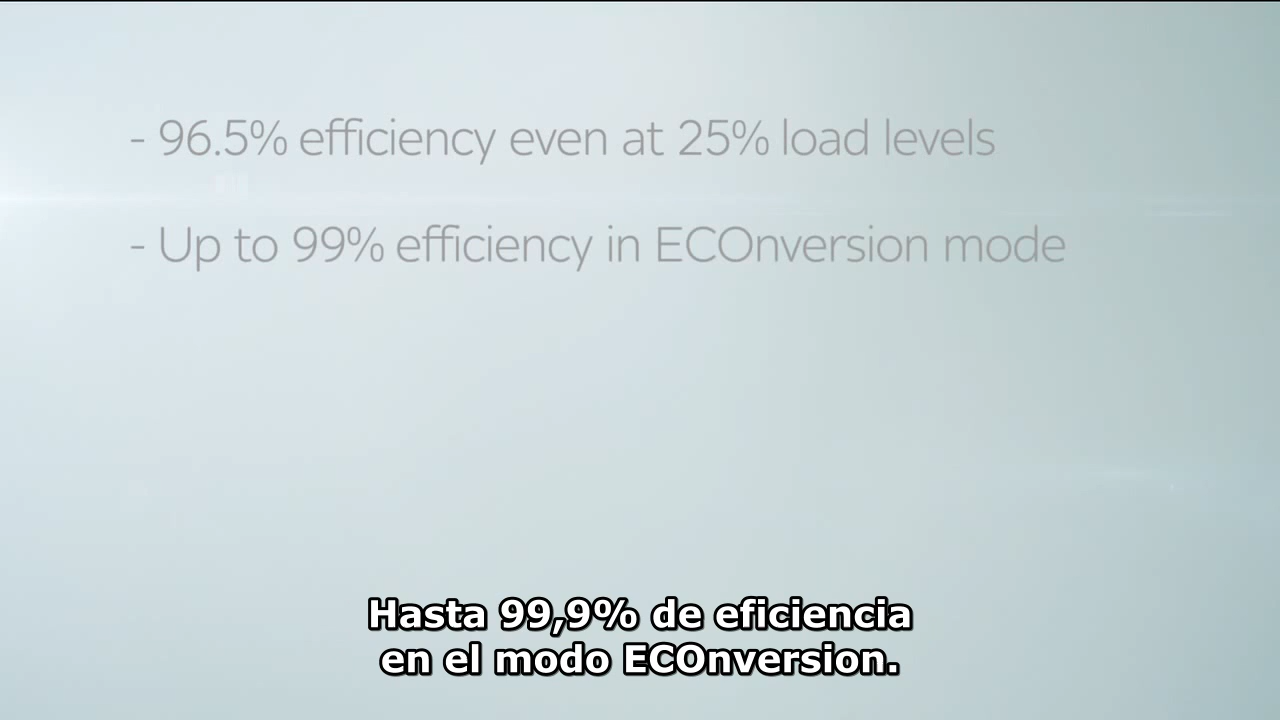 - 96.5% efficiency even at 25% load levels
- Up to 99% efficiency in ECOnversion mode
Hasta 99,9% de eficiencia
en el modo ECOnversion.